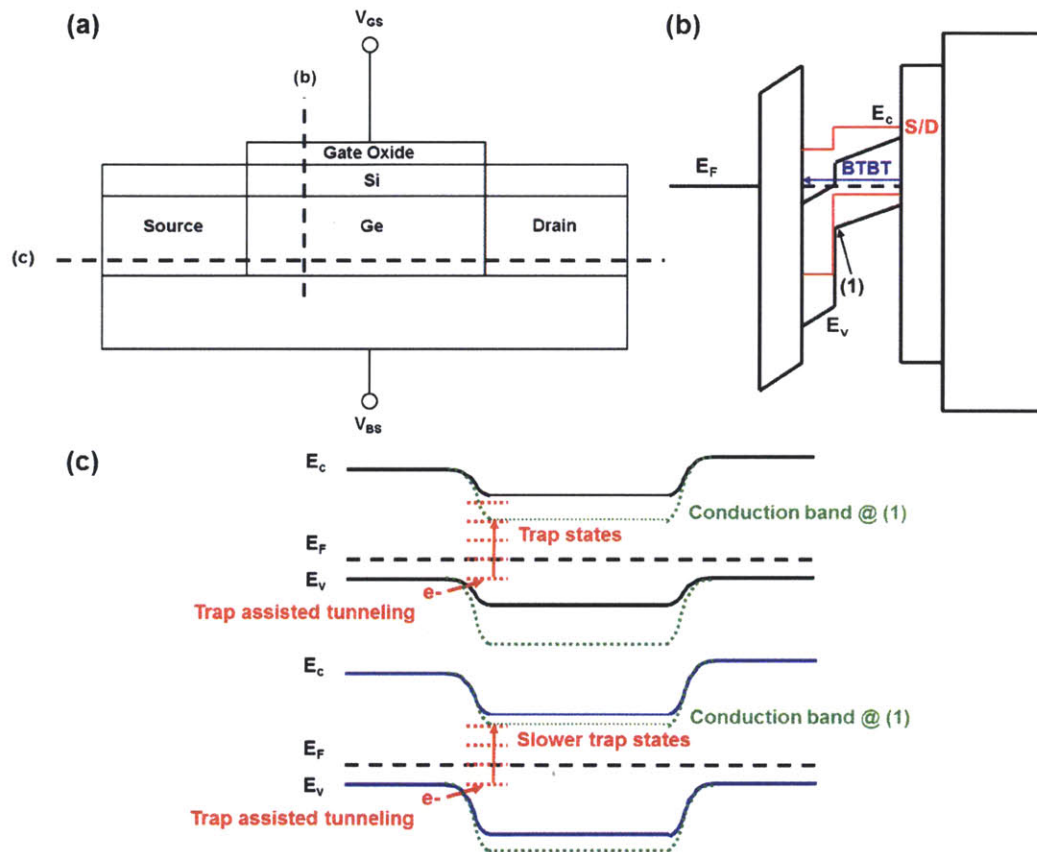 (a)
V_GS
(b)
Gate Oxide
Si
Source
Ge
Drain
(c)
V_BS
(b)
E_c
S/D
E_F
BTBT
(1)
E_v
(c)
E_c
Conduction band @ (1)
Trap states
E_F
E_v
e-
Trap assisted tunneling
E_c
Conduction band @ (1)
Slower trap states
E_F
E_v
e-
Trap assisted tunneling